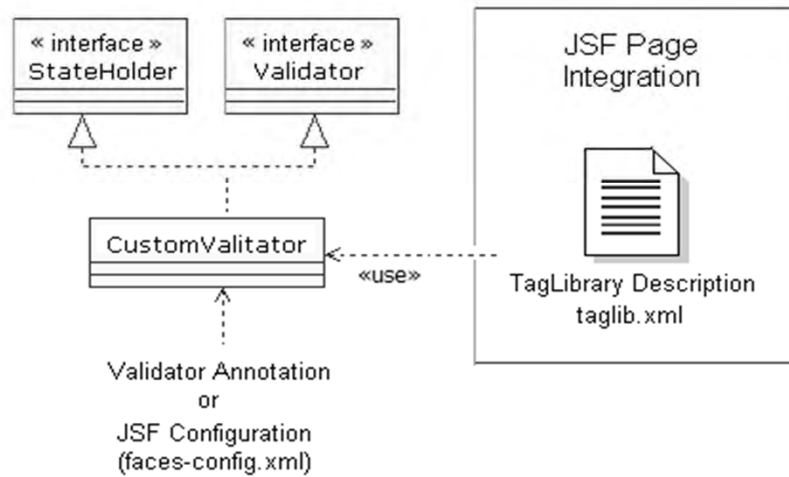 « interface »
StateHolder
« interface »
Validator
JSF Page
Integration
CustomValitator
«use»
TagLibrary Description
taglib.xml
Validator Annotation
or
JSF Configuration
(faces-config.xml)